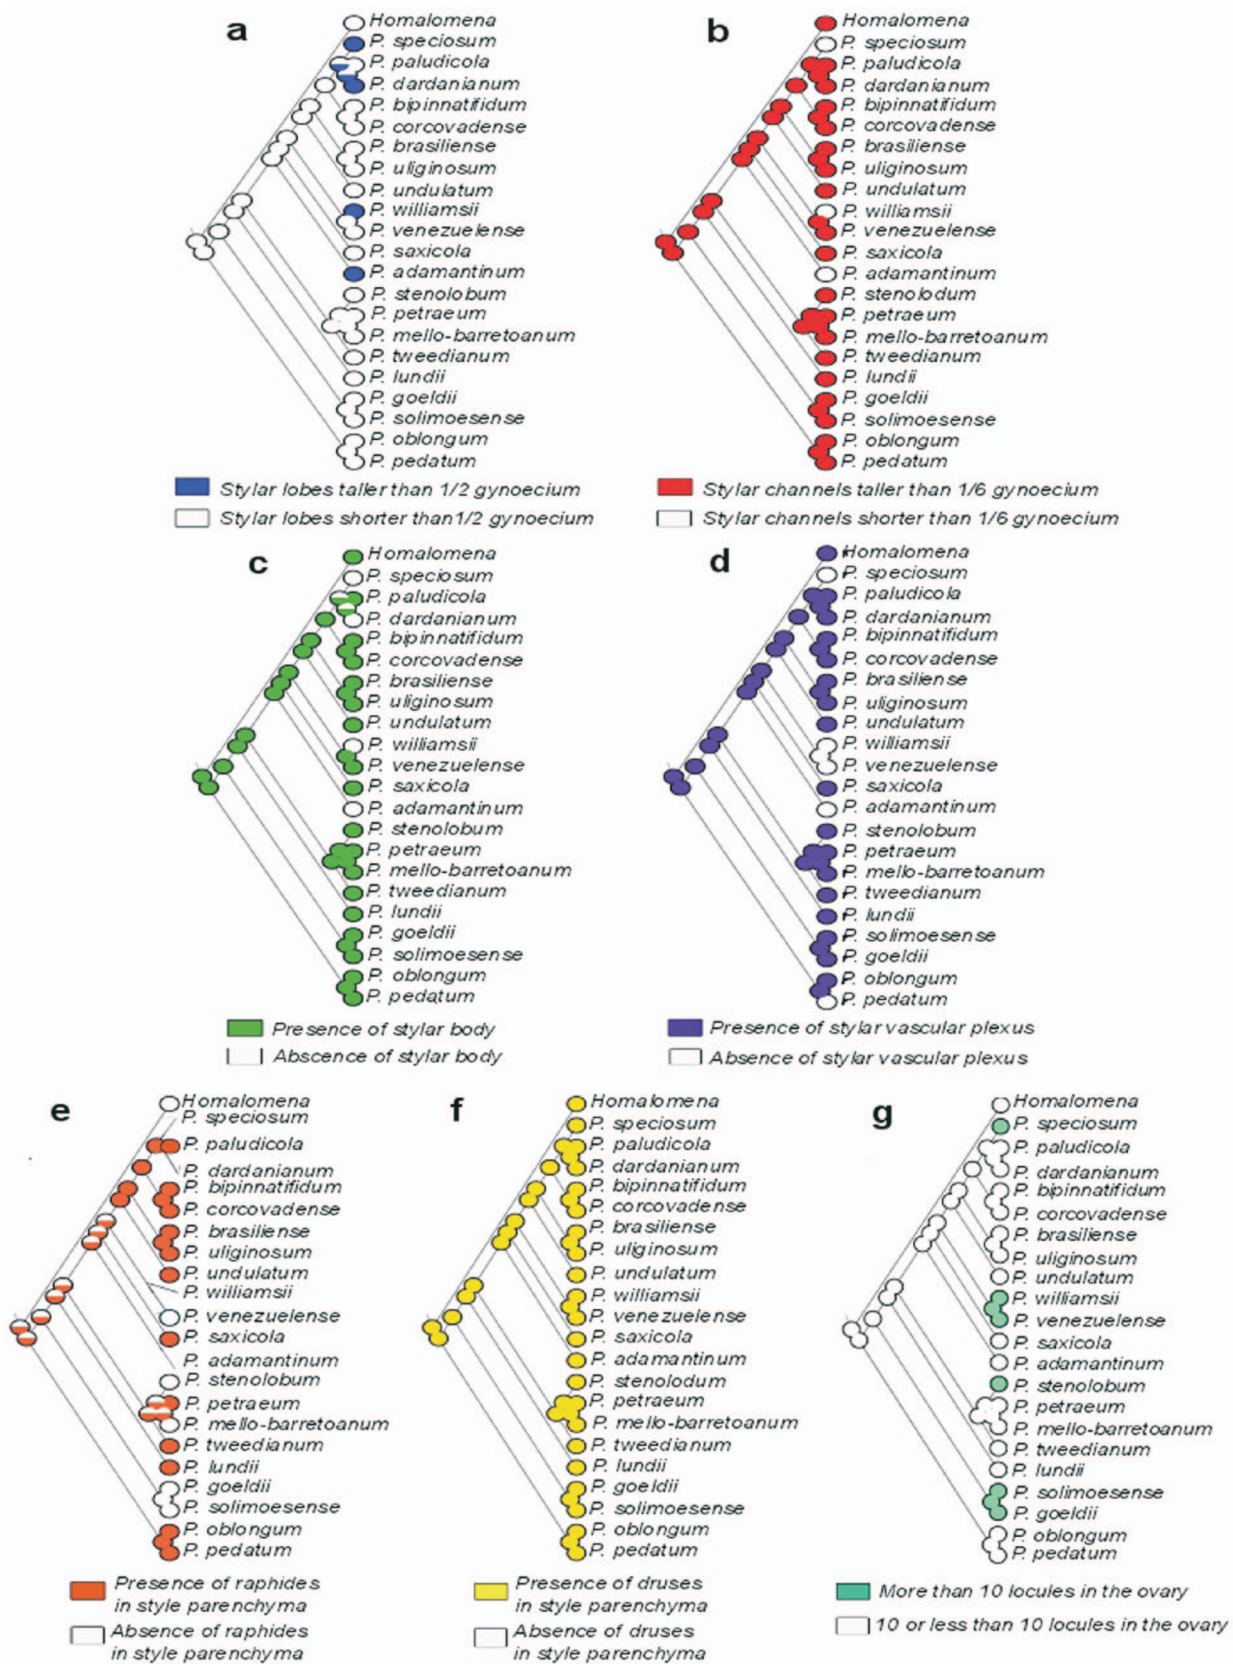 a
Homalomena
P. speciosum
P. paludicola
P. dardanianum
P. bipinnatifidum
P. corcovadense
P. brasiliense
P. uliginosum
P. undulatum
P. williamsii
P. venezuelense
P. saxicola
P. adamantinum
P. stenolobum
P. petraeum
P. mello-barretoanum
P. tweedianum
P. lundii
P. goeldii
P. solimoesense
P. oblongum
P. pedatum
Stylar lobes taller than 1/2 gynoecium
Stylar lobes shorter than 1/2 gynoecium
b
Homalomena
P. speciosum
P. paludicola
P. dardanianum
P. bipinnatifidum
P. corcovadense
P. brasiliense
P. uliginosum
P. undulatum
P. williamsii
P. venezuelense
P. saxicola
P. adamantinum
P. stenolodum
P. petraeum
P. mello-barretoanum
P. tweedianum
P. lundii
P. goeldii
P. solimoesense
P. oblongum
P. pedatum
Stylar channels taller than 1/6 gynoecium
Stylar channels shorter than 1/6 gynoecium
c
Homalomena
P. speciosum
P. paludicola
P. dardanianum
P. bipinnatifidum
P. corcovadense
P. brasiliense
P. uliginosum
P. undulatum
P. williamsii
P. venezuelense
P. saxicola
P. adamantinum
P. stenolobum
P. petraeum
P. mello-barretoanum
P. tweedianum
P. lundii
P. goeldii
P. solimoesense
P. oblongum
P. pedatum
Presence of stylar body
Abscence of stylar body
d
Homalomena
P. speciosum
P. paludicola
P. dardanianum
P. bipinnatifidum
P. corcovadense
P. brasiliense
P. uliginosum
P. undulatum
P. williamsii
P. venezuelense
P. saxicola
P. adamantinum
P. stenolobum
P. petraeum
P. mello-barretoanum
P. tweedianum
P. lundii
P. solimoesense
P. goeldii
P. oblongum
P. pedatum
Presence of stylar vascular plexus
Absence of stylar vascular plexus
e
Homalomena
P. speciosum
P. paludicola
P. dardanianum
P. bipinnatifidum
P. corcovadense
P. brasiliense
P. uliginosum
P. undulatum
P. williamsii
P. venezuelense
P. saxicola
P. adamantinum
P. stenolobum
P. petraeum
P. mello-barretoanum
P. tweedianum
P. lundii
P. goeldii
P. solimoesense
P. oblongum
P. pedatum
Presence of raphides
in style parenchyma
Absence of raphides
in style parenchyma
f
Homalomena
P. speciosum
P. paludicola
P. dardanianum
P. bipinnatifidum
P. corcovadense
P. brasiliense
P. uliginosum
P. undulatum
P. williamsii
P. venezuelense
P. saxicola
P. adamantinum
P. stenolodum
P. petraeum
P. mello-barretoanum
P. tweedianum
P. lundii
P. goeldii
P. solimoesense
P. oblongum
P. pedatum
Presence of druses
in style parenchyma
Absence of druses
in style parenchyma
g
Homalomena
P. speciosum
P. paludicola
P. dardanianum
P. bipinnatifidum
P. corcovadense
P. brasiliense
P. uliginosum
P. undulatum
P. williamsii
P. venezuelense
P. saxicola
P. adamantinum
P. stenolobum
P. petraeum
P. mello-barretoanum
P. tweedianum
P. lundii
P. solimoesense
P. goeldii
P. oblongum
P. pedatum
More than 10 locules in the ovary
10 or less than 10 locules in the ovary